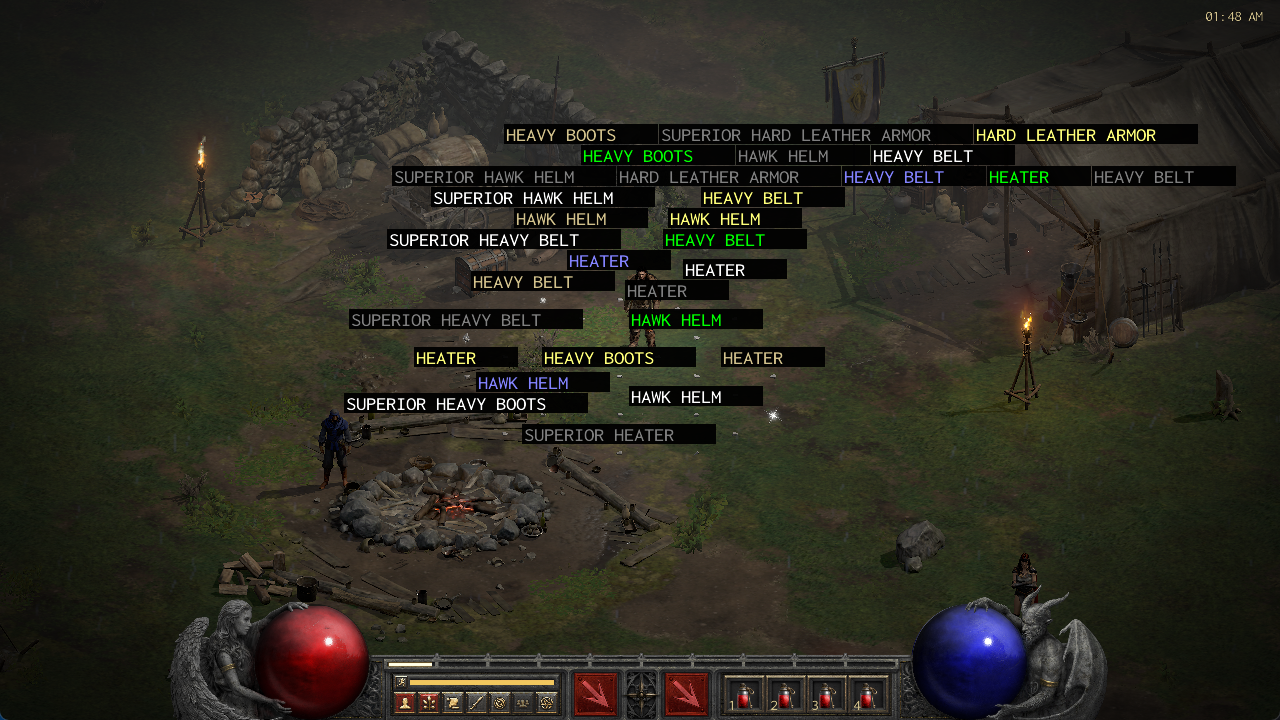 01:48 AM
HEAVY BOOTS SUPERIOR HARD LEATHER ARMOR HARD LEATHER ARMOR
HEAVY BOOTS HAWK HELM HEAVY BELT
SUPERIOR HAWK HELM HARD LEATHER ARMOR HEAVY BELT HEATER HEAVY BELT
SUPERIOR HAWK HELM HEAVY BELT
HAWK HELM HAWK HELM
SUPERIOR HEAVY BELT HEAVY BELT
HEATER HEATER
HEAVY BELT HEATER
SUPERIOR HEAVY BELT HAWK HELM
HEATER HEAVY BOOTS HEATER
HAWK HELM
SUPERIOR HEAVY BOOTS HAWK HELM
SUPERIOR HEATER
1 2 3 4